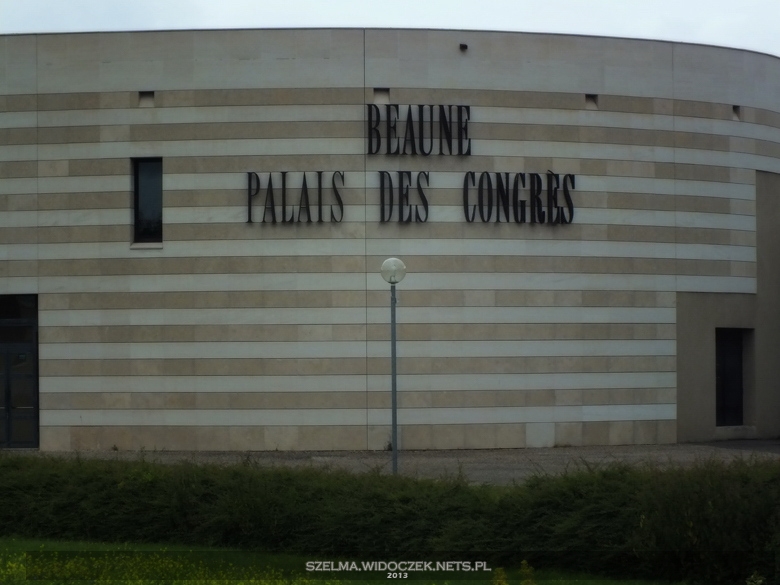 BEAUNE
PALAIS DES CONGRÈS
SZELMA.WIDOCZEK.NETS.PL
2013